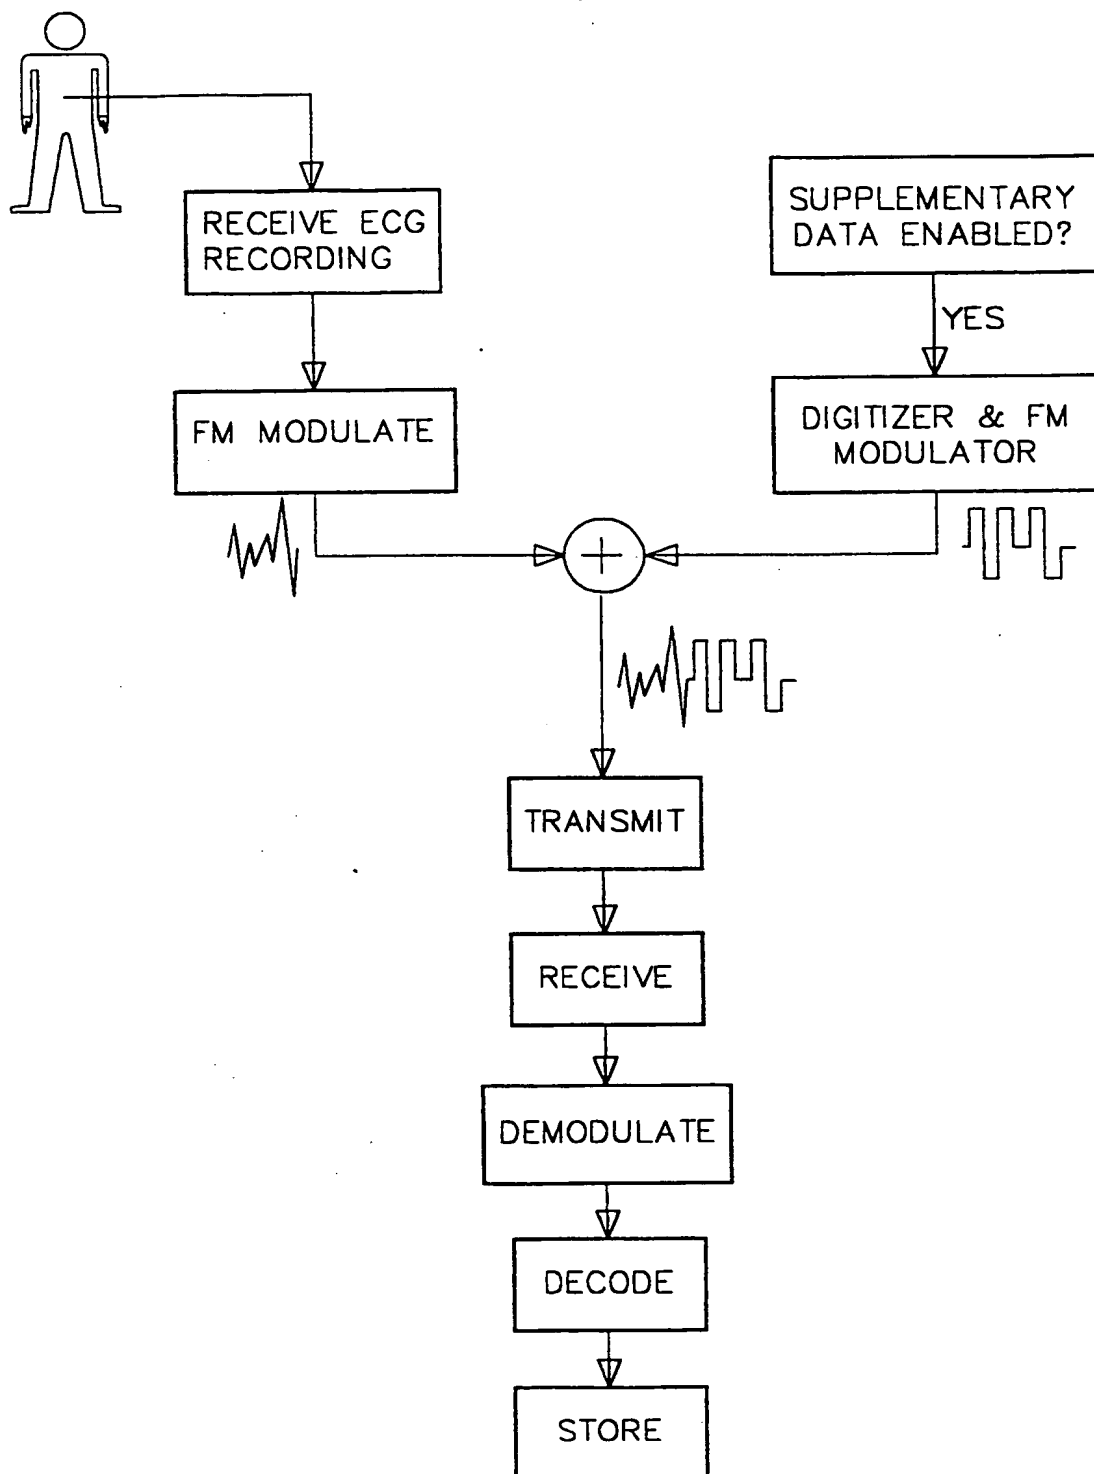 RECEIVE ECG
RECORDING
SUPPLEMENTARY
DATA ENABLED?
YES
FM MODULATE
DIGITIZER & FM
MODULATOR
TRANSMIT
RECEIVE
DEMODULATE
DECODE
STORE